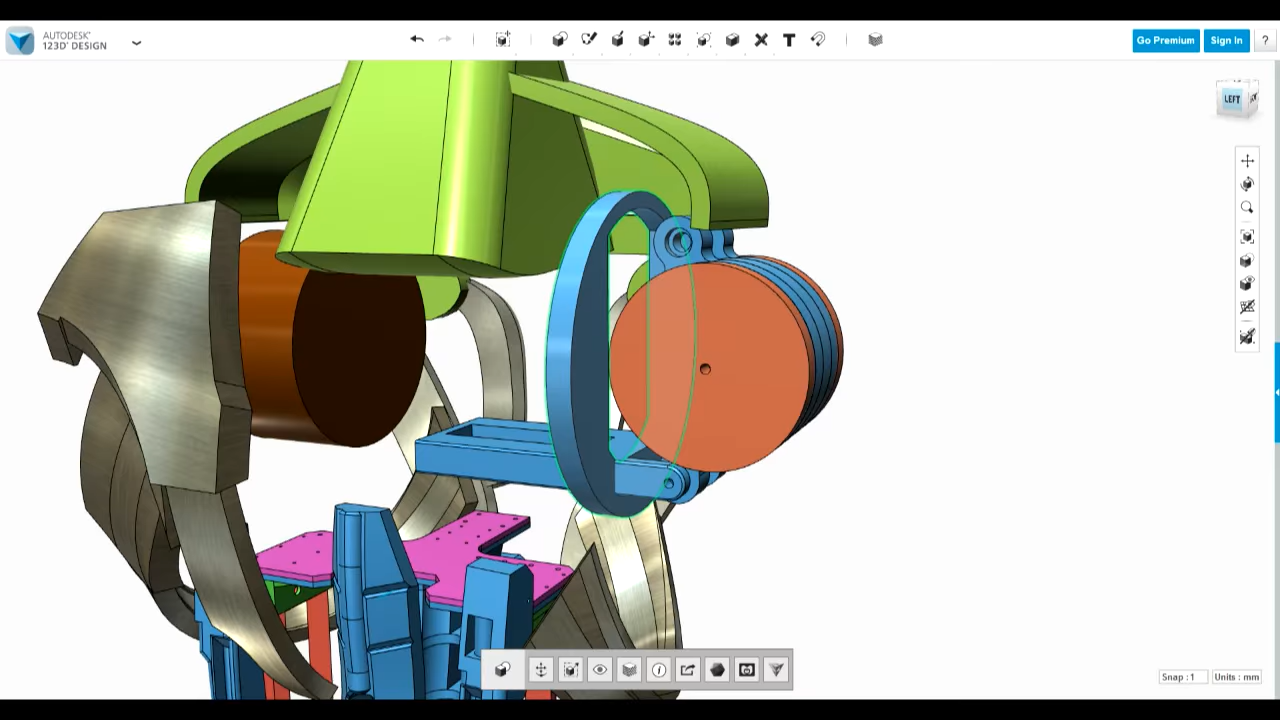 AUTODESK®
123D® DESIGN
Go Premium
Sign In
?
LEFT
Snap : 1
Units : mm